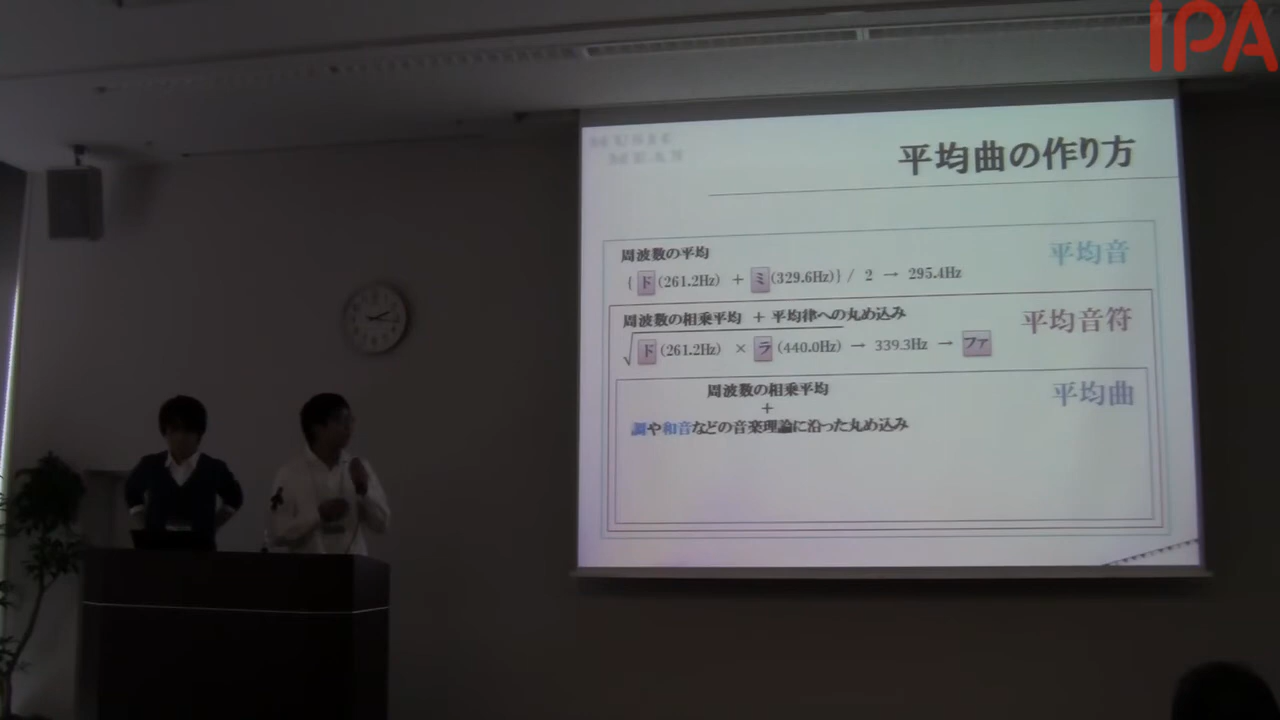 IPA
MUSIC
MEAN
平均曲の作り方
周波数の平均
平均音
{ ド (261.2Hz) + ミ (329.6Hz)} / 2 → 295.4Hz
周波数の相乗平均 + 平均律への丸め込み
平均音符
√ ド (261.2Hz) × ラ (440.0Hz) → 339.3Hz → ファ
周波数の相乗平均
平均曲
+
調や和音などの音楽理論に沿った丸め込み